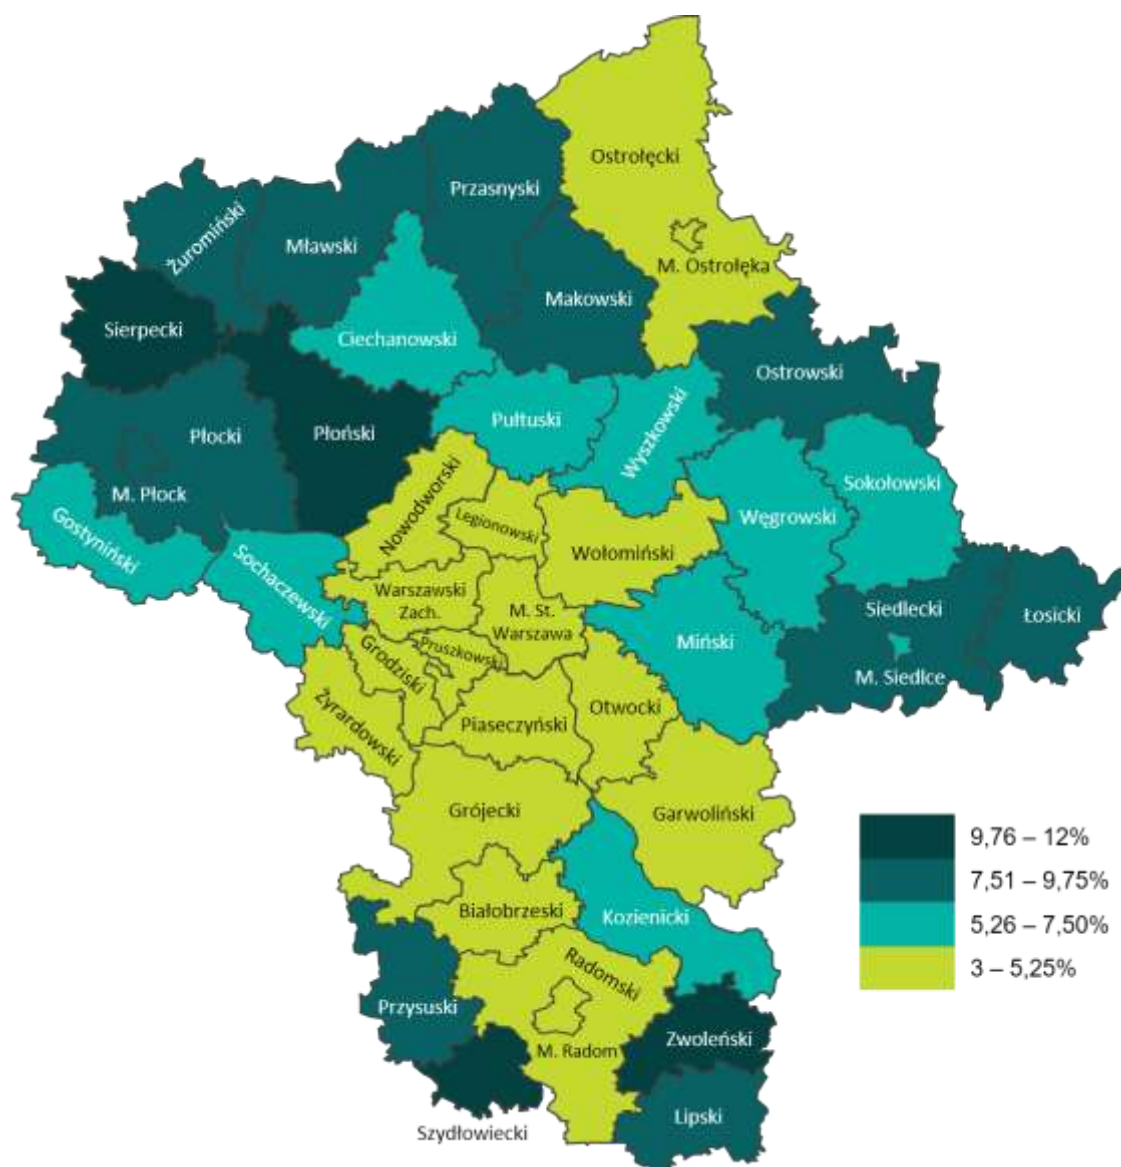 Ostrołęcki
M. Ostrołęka
Przasnyski
Żuromiński
Mławski
Makowski
Sierpecki
Ciechanowski
Ostrowski
Płocki
Płoński
Pułtuski
Wyszkowski
M. Płock
Gostyniński
Sochaczewski
Nowodworski
Legionowski
Wołomiński
Węgrowski
Sokołowski
Warszawski
Zach.
M. St.
Warszawa
Siedlecki
Łosicki
M. Siedlce
Miński
Pruszkowski
Grodziski
Żyrardowski
Piaseczyński
Otwocki
Grójecki
Garwoliński
Białobrzeski
Kozienicki
Radomski
Przysuski
M. Radom
Zwoleński
Lipski
Szydłowiecki
9,76 – 12%
7,51 – 9,75%
5,26 – 7,50%
3 – 5,25%